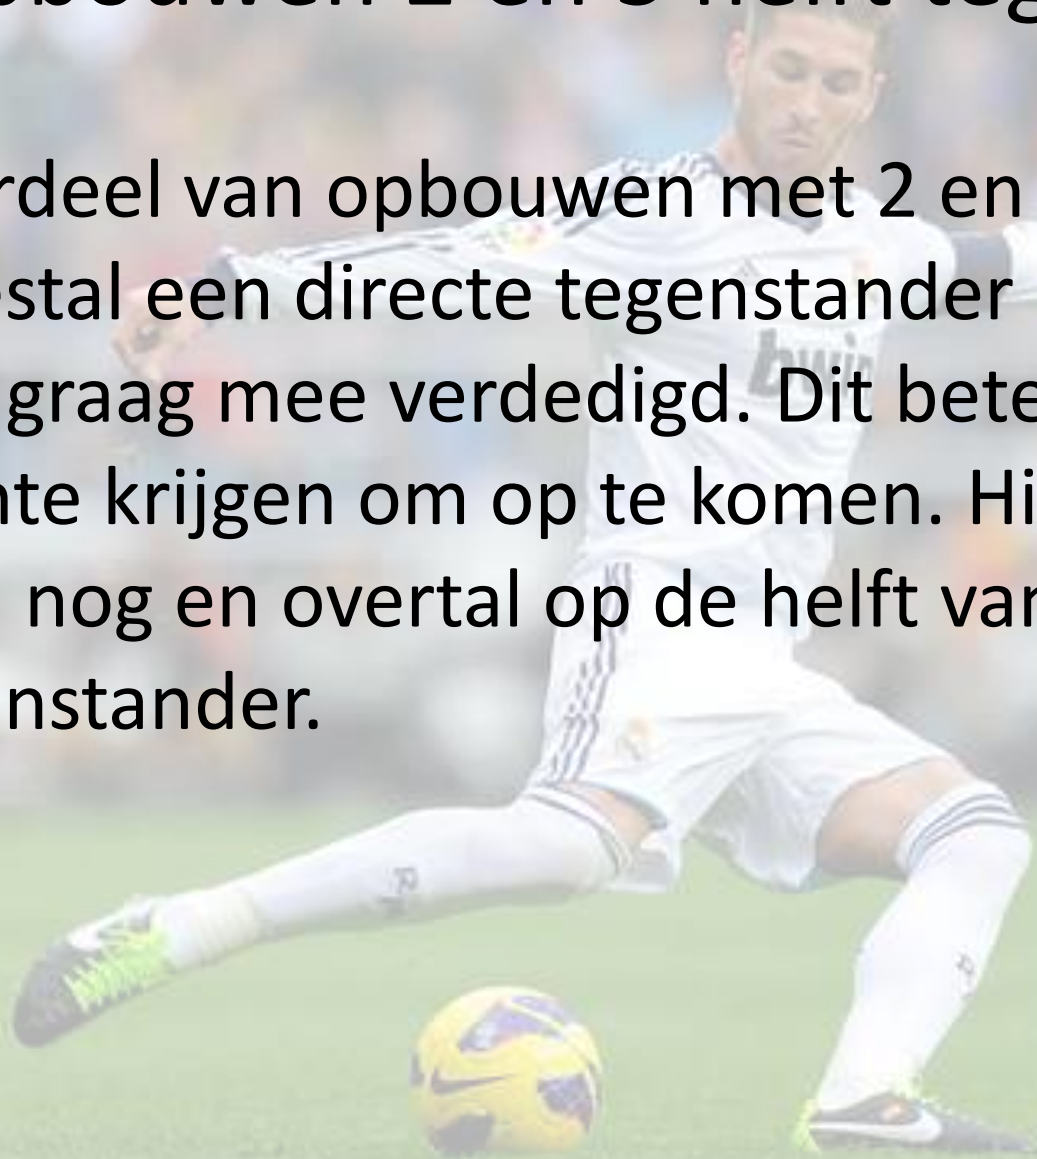 rdeel van opbouwen met 2 en
stal een directe tegenstander
graag mee verdedigd. Dit bete
nte krijgen om op te komen. Hi
nog en overtal op de helft van
nstander.
bwin